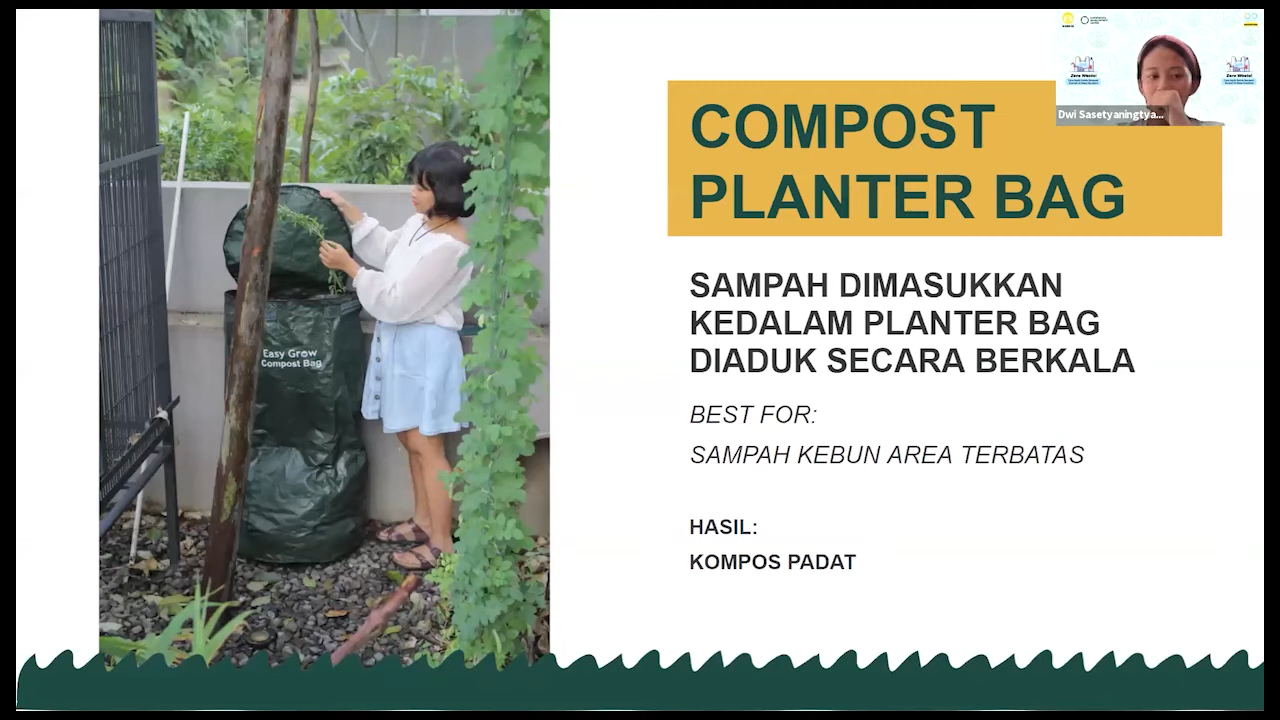 COMPOST
PLANTER BAG
Dwi Sasetyaningtya...
SAMPAH DIMASUKKAN
KEDALAM PLANTER BAG
DIADUK SECARA BERKALA
BEST FOR:
SAMPAH KEBUN AREA TERBATAS
HASIL:
KOMPOS PADAT
Easy Grow
Compost Bag
Zero Waste!
Zero Waste!